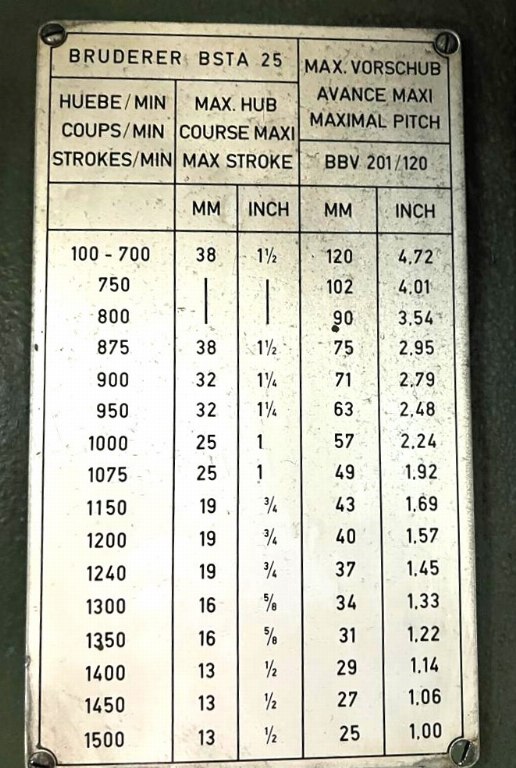 BRUDERER BSTA 25
MAX. VORSCHUB
AVANCE MAXI
MAXIMAL PITCH
HUEBE/MIN
COUPS/MIN
STROKES/MIN
MAX. HUB
COURSE MAXI
MAX STROKE
BBV 201/120
MM INCH MM INCH
100 - 700 38 1½ 120 4,72
750 | | 102 4,01
800 | | 90 3,54
875 38 1½ 75 2,95
900 32 1¼ 71 2,79
950 32 1¼ 63 2,48
1000 25 1 57 2,24
1075 25 1 49 1,92
1150 19 ¾ 43 1,69
1200 19 ¾ 40 1,57
1240 19 ¾ 37 1,45
1300 16 ⅝ 34 1,33
1350 16 ⅝ 31 1,22
1400 13 ½ 29 1,14
1450 13 ½ 27 1,06
1500 13 ½ 25 1,00